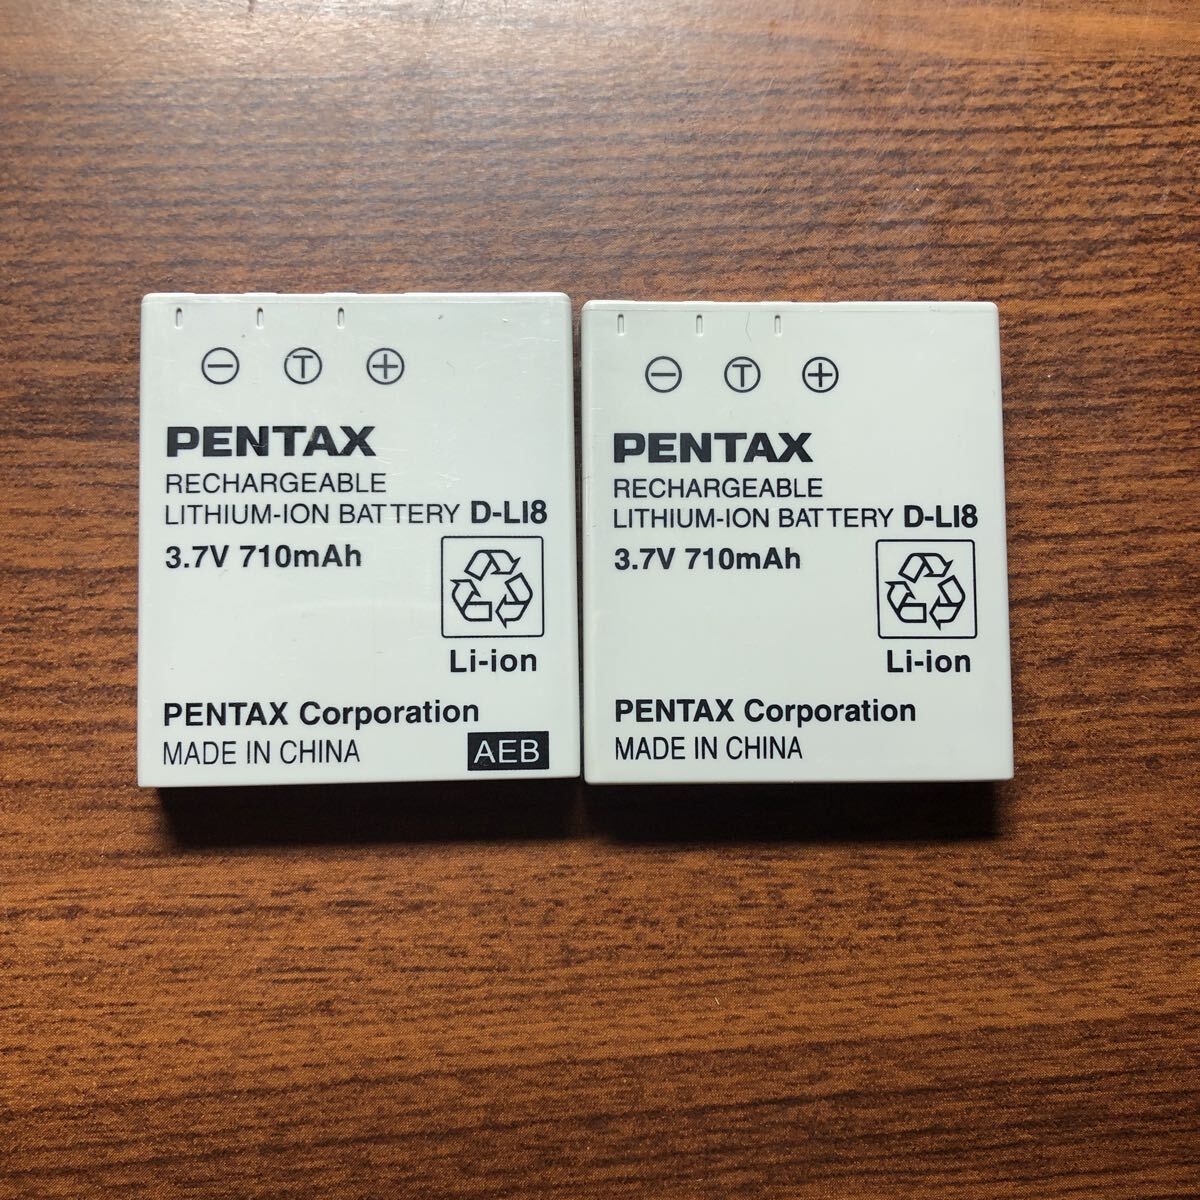 − T +
PENTAX
RECHARGEABLE
LITHIUM-ION BATTERY D-LI8
3.7V 710mAh
Li-ion
PENTAX Corporation
MADE IN CHINA
AEB
− T +
PENTAX
RECHARGEABLE
LITHIUM-ION BATTERY D-LI8
3.7V 710mAh
Li-ion
PENTAX Corporation
MADE IN CHINA